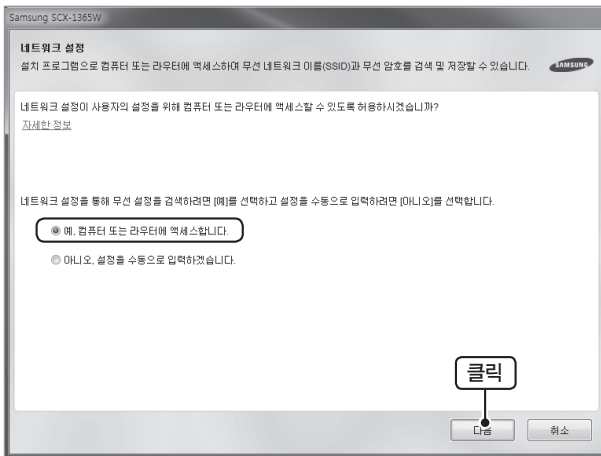 Samsung SCX-1365W
네트워크 설정
설치 프로그램으로 컴퓨터 또는 라우터에 액세스하여 무선 네트워크 이름(SSID)과 무선 암호를 검색 및 저장할 수 있습니다.
SAMSUNG
네트워크 설정이 사용자의 설정을 위해 컴퓨터 또는 라우터에 액세스할 수 있도록 허용하시겠습니까?
자세한 정보
네트워크 설정을 통해 무선 설정을 검색하려면 [예]를 선택하고 설정을 수동으로 입력하려면 [아니오]를 선택합니다.
예, 컴퓨터 또는 라우터에 액세스합니다.
아니오, 설정을 수동으로 입력하겠습니다.
클릭
다음
취소